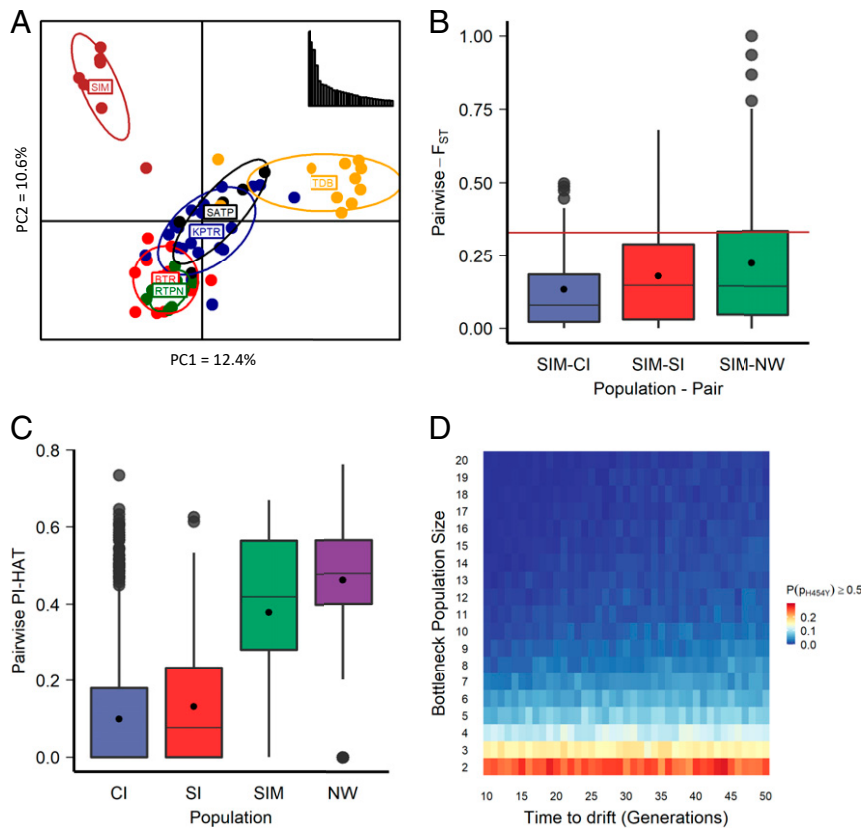 A
PC2 = 10.6%
SIM
TDB
SATP
KPTR
BTR
RTPN
PC1 = 12.4%
B
Pairwise – FST
1.00
0.75
0.50
0.25
0.00
SIM-CI SIM-SI SIM-NW
Population - Pair
C
Pairwise PI-HAT
0.8
0.6
0.4
0.2
0.0
CI SI SIM NW
Population
D
Bottleneck Population Size
20
19
18
17
16
15
14
13
12
11
10
9
8
7
6
5
4
3
2
10 15 20 25 30 35 40 45 50
Time to drift (Generations)
P(pH454Y) ≥ 0.5
0.2
0.1
0.0